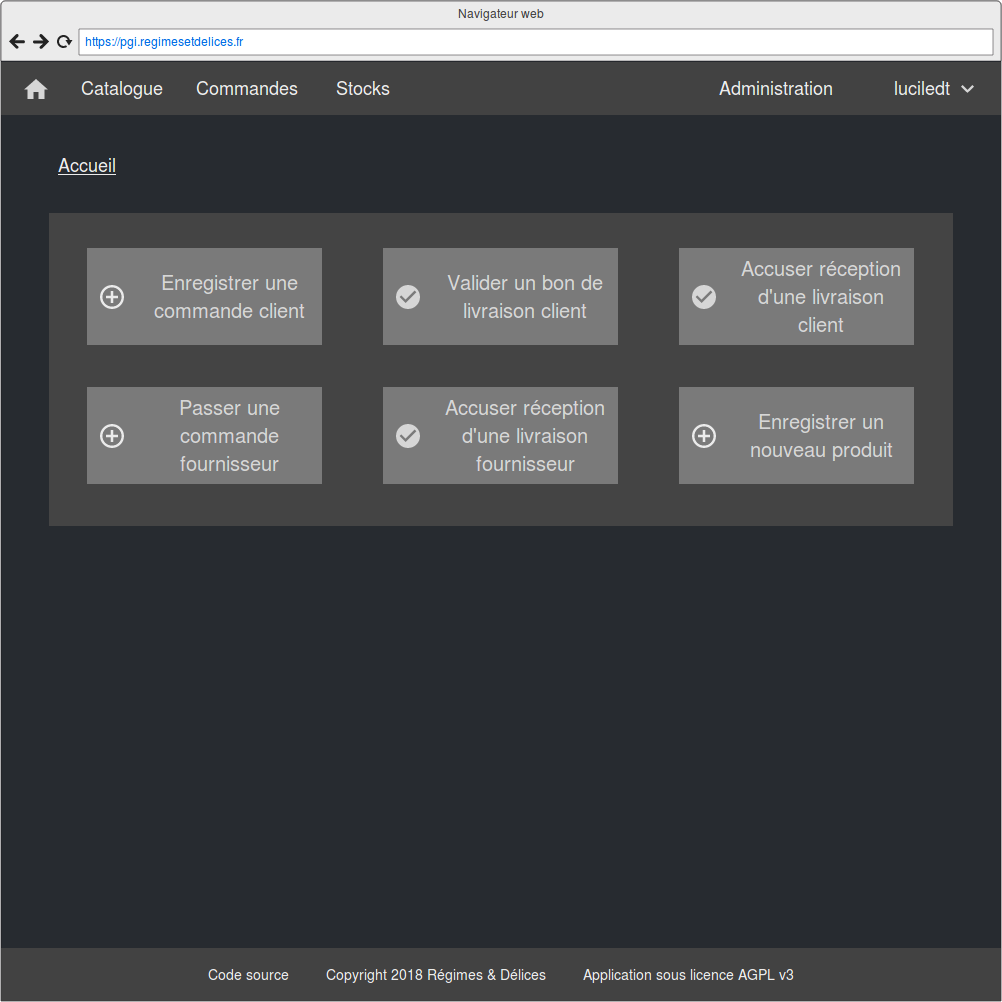 Navigateur web
https://pgi.regimesetdelices.fr
Catalogue Commandes Stocks Administration luciledt
Accueil
Enregistrer une
commande client
Valider un bon de
livraison client
Accuser réception
d'une livraison
client
Passer une
commande
fournisseur
Accuser réception
d'une livraison
fournisseur
Enregistrer un
nouveau produit
Code source Copyright 2018 Régimes & Délices Application sous licence AGPL v3